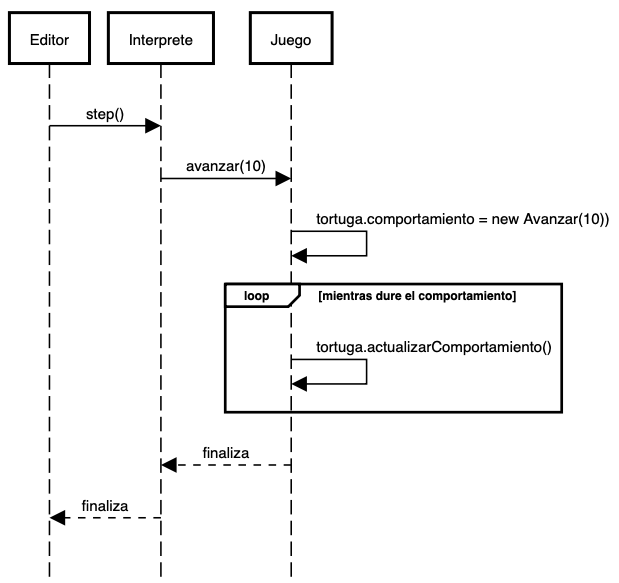 Editor
Interprete
Juego
step()
avanzar(10)
tortuga.comportamiento = new Avanzar(10))
loop
[mientras dure el comportamiento]
tortuga.actualizarComportamiento()
finaliza
finaliza